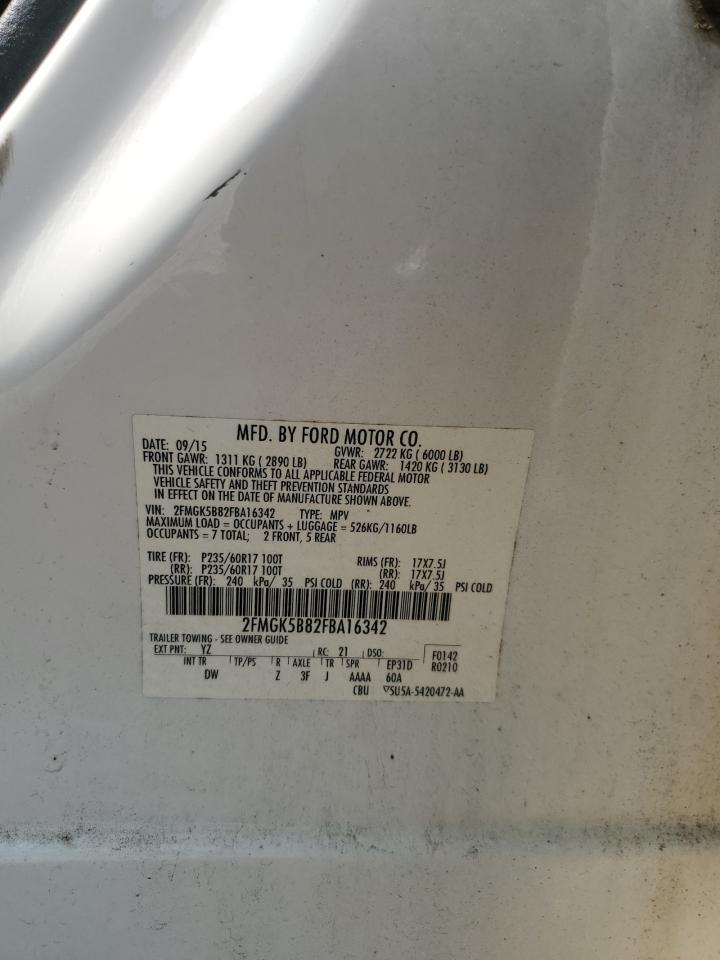 MFD. BY FORD MOTOR CO.
DATE: 09/15 GVWR: 2722 KG ( 6000 LB)
FRONT GAWR: 1311 KG ( 2890 LB) REAR GAWR: 1420 KG ( 3130 LB)
THIS VEHICLE CONFORMS TO ALL APPLICABLE FEDERAL MOTOR
VEHICLE SAFETY AND THEFT PREVENTION STANDARDS
IN EFFECT ON THE DATE OF MANUFACTURE SHOWN ABOVE.
VIN: 2FMGK5B82FBA16342 TYPE: MPV
MAXIMUM LOAD = OCCUPANTS + LUGGAGE = 526KG/1160LB
OCCUPANTS = 7 TOTAL; 2 FRONT, 5 REAR
TIRE (FR): P235/60R17 100T RIMS (FR): 17X7.5J
(RR): P235/60R17 100T (RR): 17X7.5J
PRESSURE (FR): 240 kPa/ 35 PSI COLD (RR): 240 kPa/ 35 PSI COLD
2FMGK5B82FBA16342
TRAILER TOWING - SEE OWNER GUIDE
EXT PNT: YZ RC: 21 DSO: F0142
INT TR TP/PS R AXLE TR SPR EP31D R0210
DW Z 3F J AAAA 60A
CBU 5U5A-5420472-AA